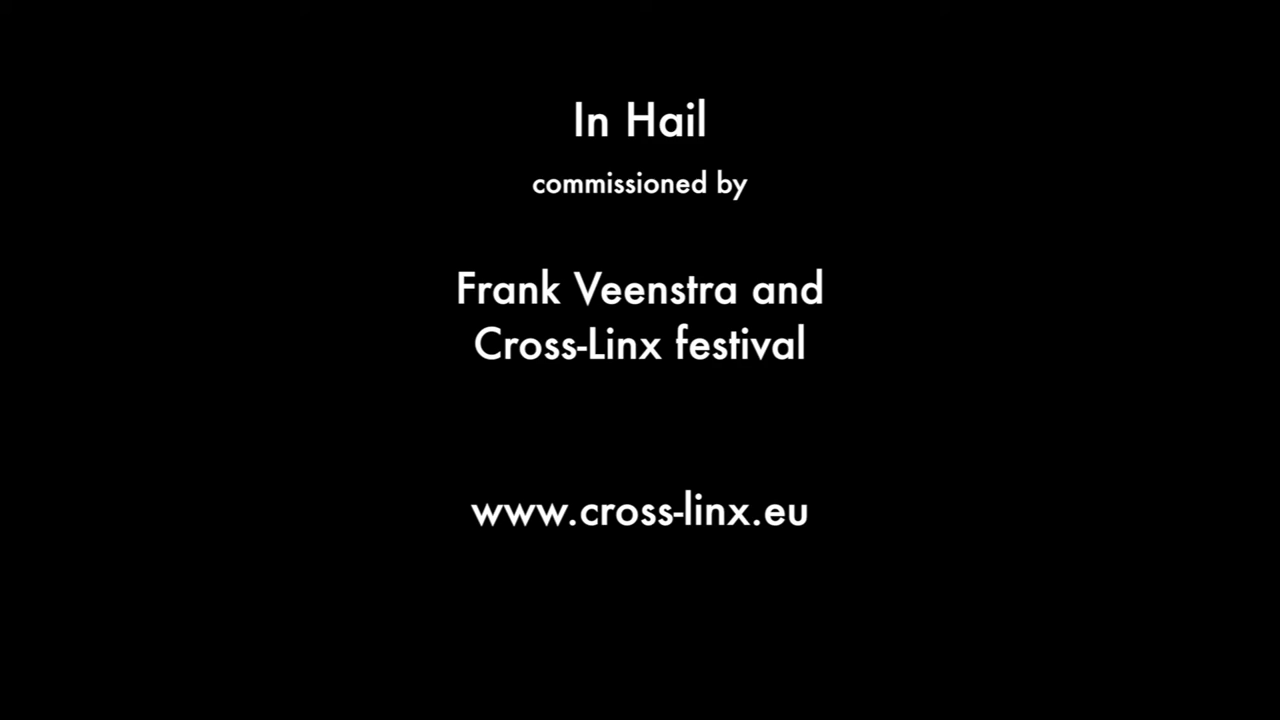 In Hail
commissioned by
Frank Veenstra and
Cross-Linx festival
www.cross-linx.eu